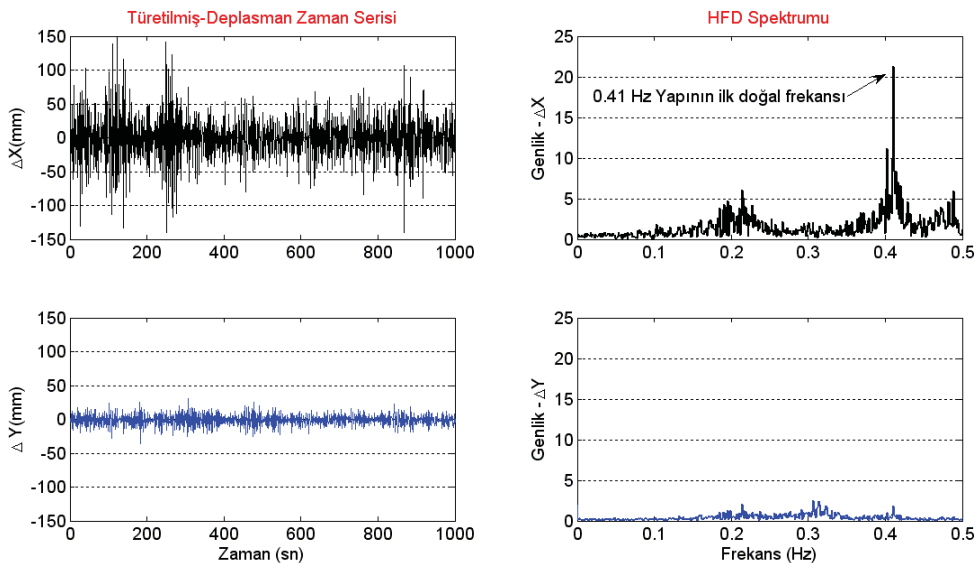 Türetilmiş-Deplasman Zaman Serisi
150
100
50
0
-50
-100
-150
ΔX(mm)
0 200 400 600 800 1000
HFD Spektrumu
25
20
15
10
5
0
Genlik - ΔX
0.41 Hz Yapının ilk doğal frekansı
0 0.1 0.2 0.3 0.4 0.5
150
100
50
0
-50
-100
-150
Δ Y(mm)
0 200 400 600 800 1000
Zaman (sn)
25
20
15
10
5
0
Genlik - ΔY
0 0.1 0.2 0.3 0.4 0.5
Frekans (Hz)